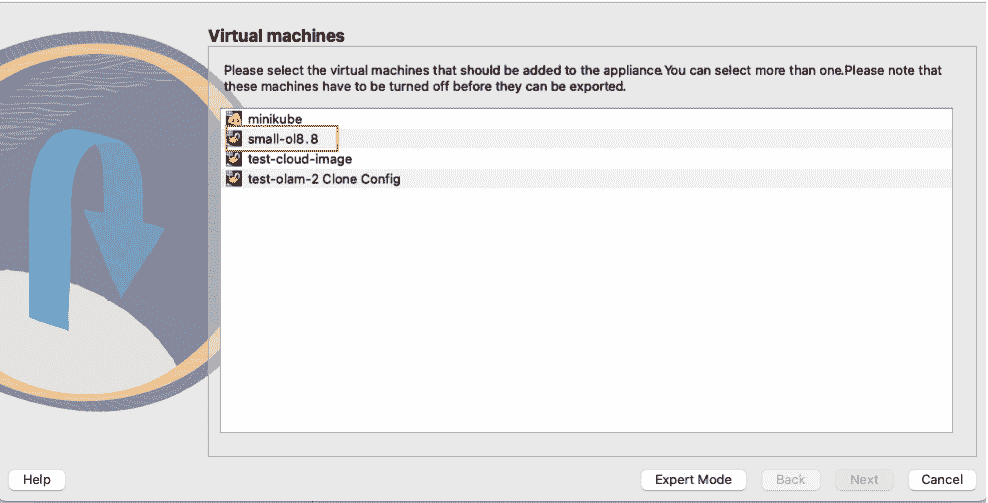 Virtual machines
Please select the virtual machines that should be added to the appliance. You can select more than one.Please note that
these machines have to be turned off before they can be exported.
minikube
small-ol8.8
test-cloud-image
test-olam-2 Clone Config
Help
Expert Mode
Back
Next
Cancel